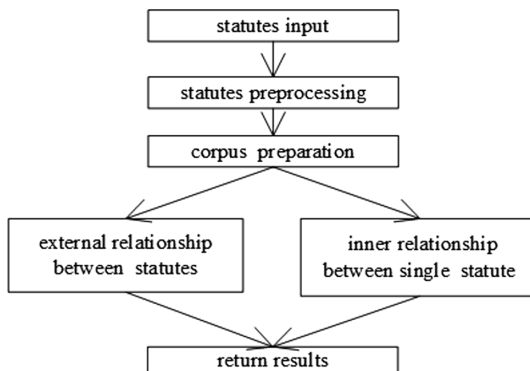 statutes input
statutes preprocessing
corpus preparation
external relationship
between statutes
inner relationship
between single statute
return results